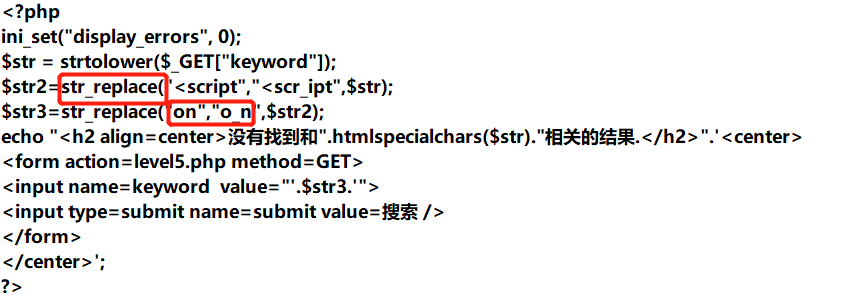 <?php
ini_set("display_errors", 0);
$str = strtolower($_GET["keyword"]);
$str2=str_replace("<script","<scr_ipt",$str);
$str3=str_replace("on","o_n",$str2);
echo "<h2 align=center>没有找到和".htmlspecialchars($str)."相关的结果.</h2>".'<center>
<form action=level5.php method=GET>
<input name=keyword  value="'.$str3.'">
<input type=submit name=submit value=搜索 />
</form>
</center>';
?>